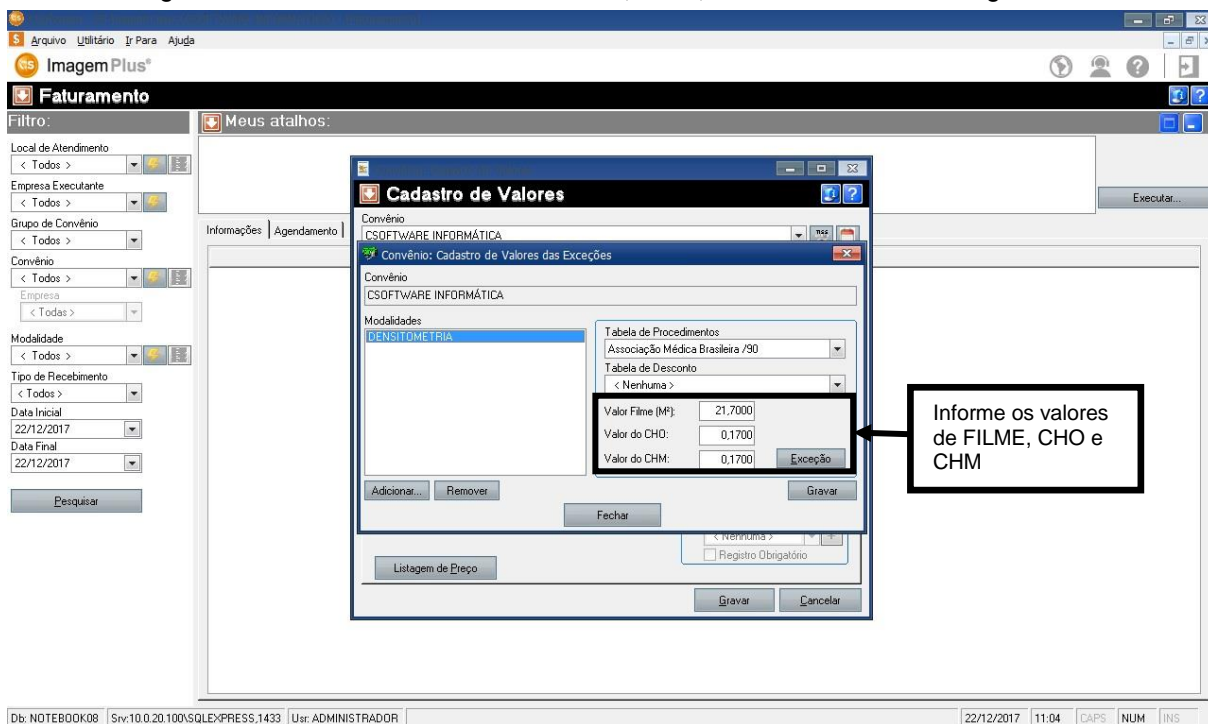 Arquivo Utilitário Ir Para Ajuda
ImagemPlus®
Faturamento
Filtro:
Meus atalhos:
Local de Atendimento
< Todos >
Empresa Executante
< Todos >
Grupo de Convênio
< Todos >
Convênio
< Todos >
Empresa
< Todas >
Modalidade
< Todos >
Tipo de Recebimento
< Todos >
Data Inicial
22/12/2017
Data Final
22/12/2017
Pesquisar
Executar...
Informações Agendamento
Cadastro de Valores
Convênio
CSOFTWARE INFORMÁTICA
Convênio: Cadastro de Valores das Exceções
Convênio
CSOFTWARE INFORMÁTICA
Modalidades
DENSITOMETRIA
Tabela de Procedimentos
Associação Médica Brasileira /90
Tabela de Desconto
< Nenhuma >
Valor Filme (M²): 21,7000
Valor do CHO: 0,1700
Valor do CHM: 0,1700 Exceção
Adicionar... Remover Gravar
Fechar
< Nenhuma >
Registro Obrigatório
Listagem de Preço
Gravar Cancelar
Informe os valores
de FILME, CHO e
CHM
Db: NOTEBOOK08 Srv:10.0.20.100\SQLEXPRESS,1433 Usr: ADMINISTRADOR 22/12/2017 11:04 CAPS NUM INS